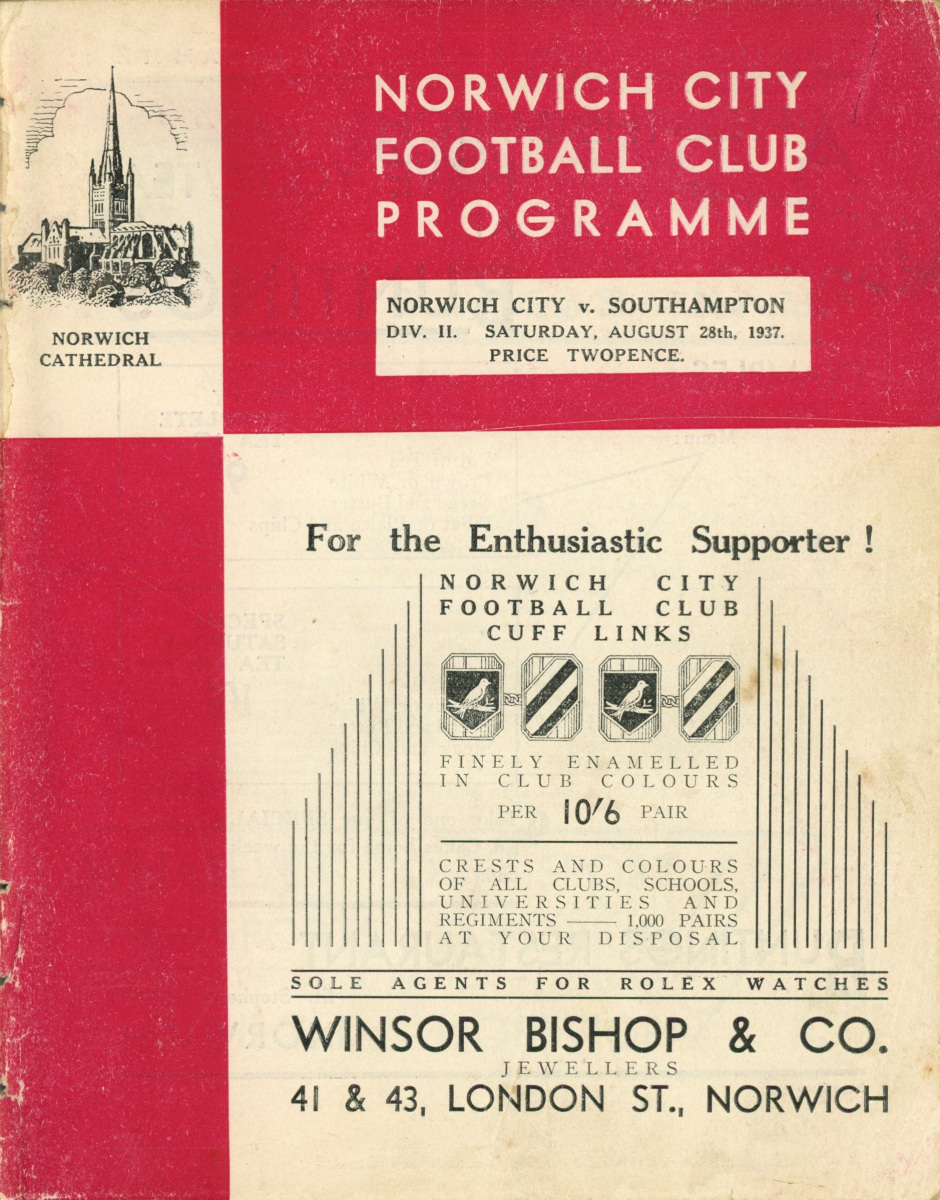 NORWICH CITY
FOOTBALL CLUB
PROGRAMME
NORWICH CITY v. SOUTHAMPTON
DIV. II. SATURDAY, AUGUST 28th, 1937.
PRICE TWOPENCE.
NORWICH
CATHEDRAL
For the Enthusiastic Supporter !
NORWICH CITY
FOOTBALL CLUB
CUFF LINKS
FINELY ENAMELLED
IN CLUB COLOURS
PER 10/6 PAIR
CRESTS AND COLOURS
OF ALL CLUBS, SCHOOLS,
UNIVERSITIES AND
REGIMENTS —— 1,000 PAIRS
AT YOUR DISPOSAL
SOLE AGENTS FOR ROLEX WATCHES
WINSOR BISHOP & CO.
JEWELLERS
41 & 43, LONDON ST., NORWICH